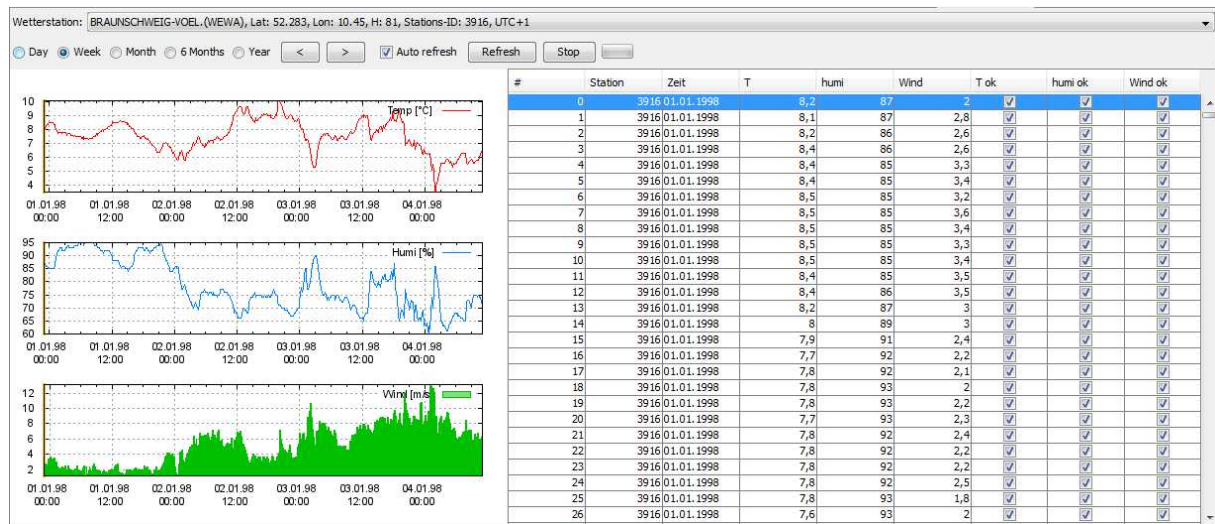 Wetterstation: BRAUNSCHWEIG-VOEL.(WEWA), Lat: 52.283, Lon: 10.45, H: 81, Stations-ID: 3916, UTC+1
Day Week Month 6 Months Year < > Auto refresh Refresh Stop
10
9
8
7
6
5
4
Temp [°C]
01.01.98 01.01.98 02.01.98 02.01.98 03.01.98 03.01.98 04.01.98
00:00 12:00 00:00 12:00 00:00 12:00 00:00
95
90
85
80
75
70
65
60
Humi [%]
01.01.98 01.01.98 02.01.98 02.01.98 03.01.98 03.01.98 04.01.98
00:00 12:00 00:00 12:00 00:00 12:00 00:00
12
10
8
6
4
2
Wind [m/s]
01.01.98 01.01.98 02.01.98 02.01.98 03.01.98 03.01.98 04.01.98
00:00 12:00 00:00 12:00 00:00 12:00 00:00
# Station Zeit T humi Wind T ok humi ok Wind ok
0 3916 01.01.1998 8,2 87 2
1 3916 01.01.1998 8,1 87 2,8
2 3916 01.01.1998 8,2 86 2,6
3 3916 01.01.1998 8,4 86 2,6
4 3916 01.01.1998 8,4 85 3,3
5 3916 01.01.1998 8,4 85 3,4
6 3916 01.01.1998 8,5 85 3,2
7 3916 01.01.1998 8,5 85 3,6
8 3916 01.01.1998 8,5 85 3,4
9 3916 01.01.1998 8,5 85 3,3
10 3916 01.01.1998 8,5 85 3,4
11 3916 01.01.1998 8,4 85 3,5
12 3916 01.01.1998 8,4 86 3,5
13 3916 01.01.1998 8,2 87 3
14 3916 01.01.1998 8 89 3
15 3916 01.01.1998 7,9 91 2,4
16 3916 01.01.1998 7,7 92 2,2
17 3916 01.01.1998 7,8 92 2,1
18 3916 01.01.1998 7,8 93 2
19 3916 01.01.1998 7,8 93 2,2
20 3916 01.01.1998 7,7 93 2,3
21 3916 01.01.1998 7,8 92 2,4
22 3916 01.01.1998 7,8 92 2,2
23 3916 01.01.1998 7,8 92 2,2
24 3916 01.01.1998 7,8 92 2,5
25 3916 01.01.1998 7,8 93 1,8
26 3916 01.01.1998 7,6 93 2